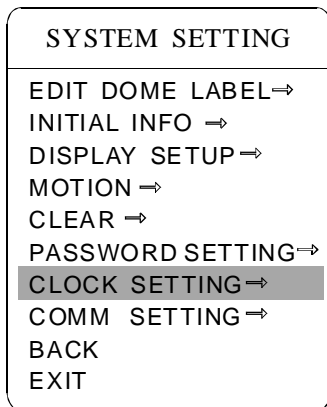 SYSTEM SETTING
EDIT DOME LABEL⇒
INITIAL INFO ⇒
DISPLAY SETUP⇒
MOTION ⇒
CLEAR ⇒
PASSWORD SETTING⇒
CLOCK SETTING⇒
COMM SETTING⇒
BACK
EXIT